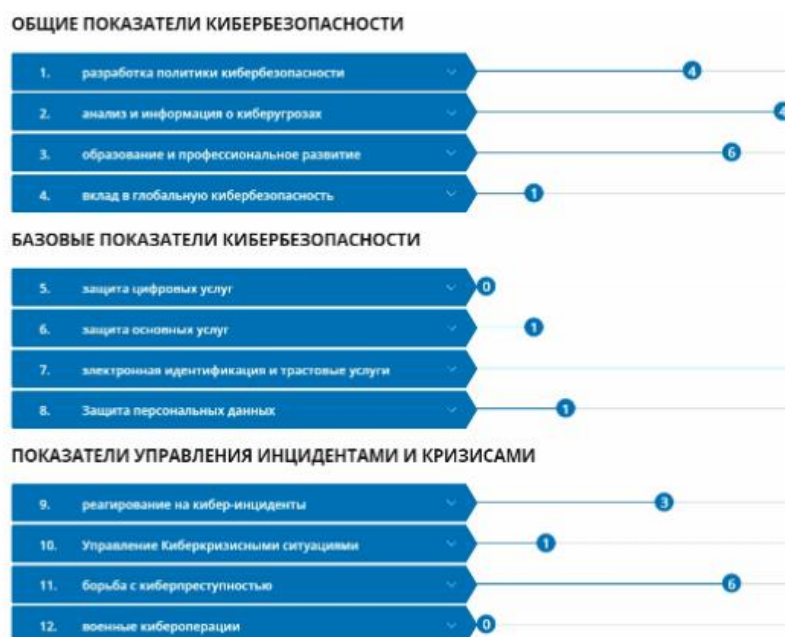 ОБЩИЕ ПОКАЗАТЕЛИ КИБЕРБЕЗОПАСНОСТИ
1. разработка политики кибербезопасности 4
2. анализ и информация о киберугрозах 4
3. образование и профессиональное развитие 6
4. вклад в глобальную кибербезопасность 1
БАЗОВЫЕ ПОКАЗАТЕЛИ КИБЕРБЕЗОПАСНОСТИ
5. защита цифровых услуг 0
6. защита основных услуг 1
7. электронная идентификация и трастовые услуги
8. Защита персональных данных 1
ПОКАЗАТЕЛИ УПРАВЛЕНИЯ ИНЦИДЕНТАМИ И КРИЗИСАМИ
9. реагирование на кибер-инциденты 3
10. Управление Киберкризисными ситуациями 1
11. борьба с киберпреступностью 6
12. военные кибероперации 0